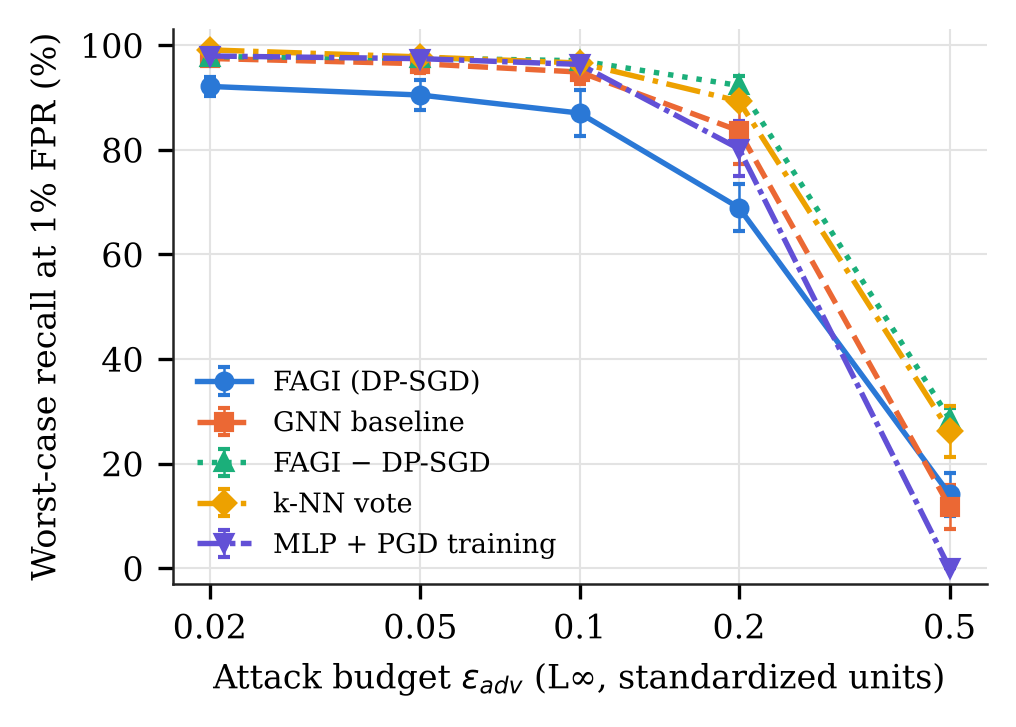 Worst-case recall at 1% FPR (%)
100
80
60
40
20
0
FAGI (DP-SGD)
GNN baseline
FAGI − DP-SGD
k-NN vote
MLP + PGD training
0.02 0.05 0.1 0.2 0.5
Attack budget ε_adv (L∞, standardized units)